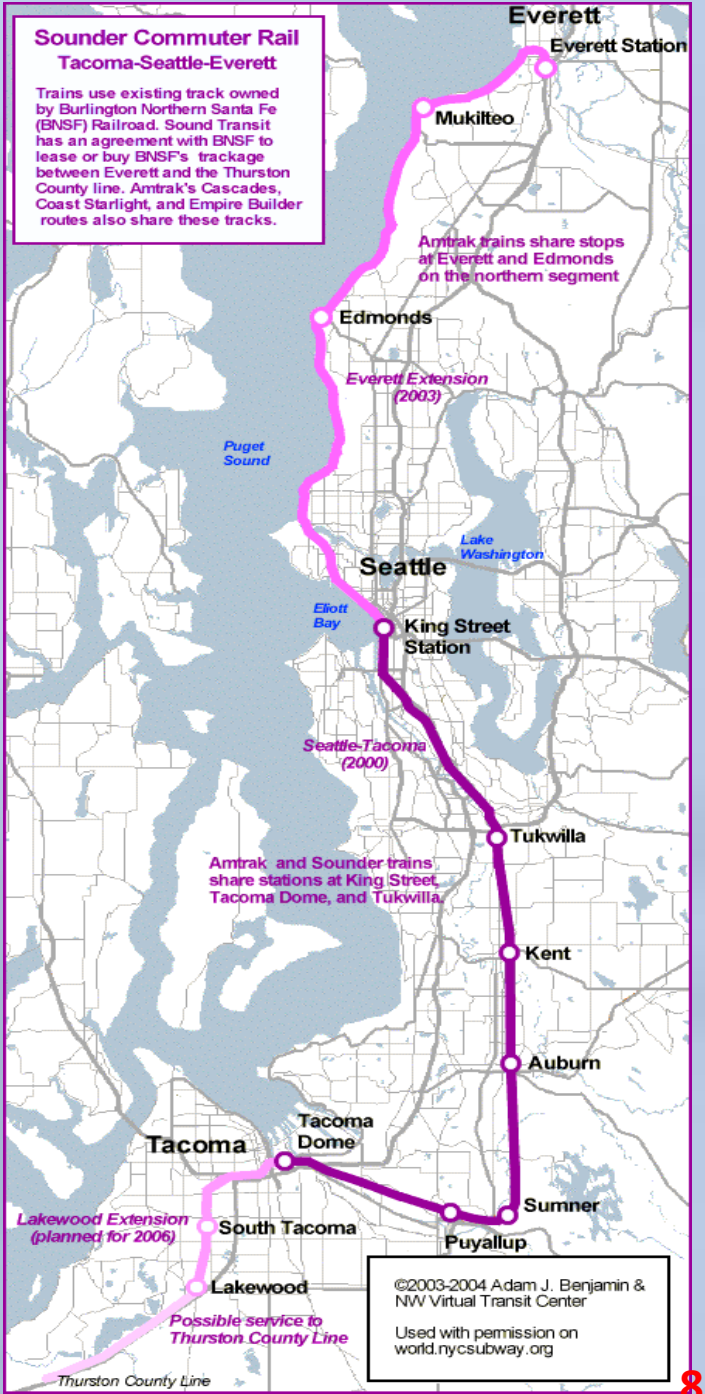 Sounder Commuter Rail
Tacoma-Seattle-Everett
Trains use existing track owned
by Burlington Northern Santa Fe
(BNSF) Railroad. Sound Transit
has an agreement with BNSF to
lease or buy BNSF's trackage
between Everett and the Thurston
County line. Amtrak's Cascades,
Coast Starlight, and Empire Builder
routes also share these tracks.
Everett
Everett Station
Mukilteo
Amtrak trains share stops
at Everett and Edmonds
on the northern segment
Edmonds
Everett Extension
(2003)
Puget
Sound
Lake
Washington
Seattle
Eliott
Bay
King Street
Station
Seattle-Tacoma
(2000)
Tukwilla
Amtrak and Sounder trains
share stations at King Street,
Tacoma Dome, and Tukwilla.
Kent
Auburn
Tacoma
Dome
Tacoma
Sumner
Puyallup
Lakewood Extension
(planned for 2006)
South Tacoma
Lakewood
Possible service to
Thurston County Line
Thurston County Line
©2003-2004 Adam J. Benjamin &
NW Virtual Transit Center
Used with permission on
world.nycsubway.org
8